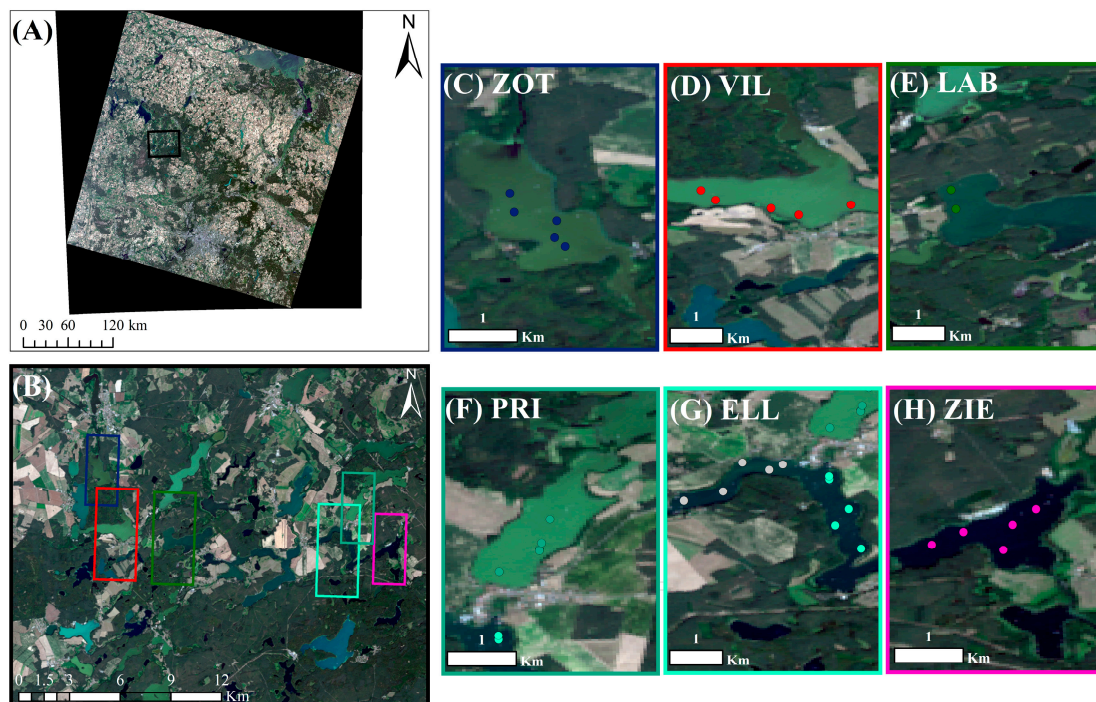 (A)
N
0 30 60 120 km
(B)
N
0 1.5 3 6 9 12
Km
(C) ZOT
1
Km
(D) VIL
1
Km
(E) LAB
1
Km
(F) PRI
1
Km
(G) ELL
1
Km
(H) ZIE
1
Km